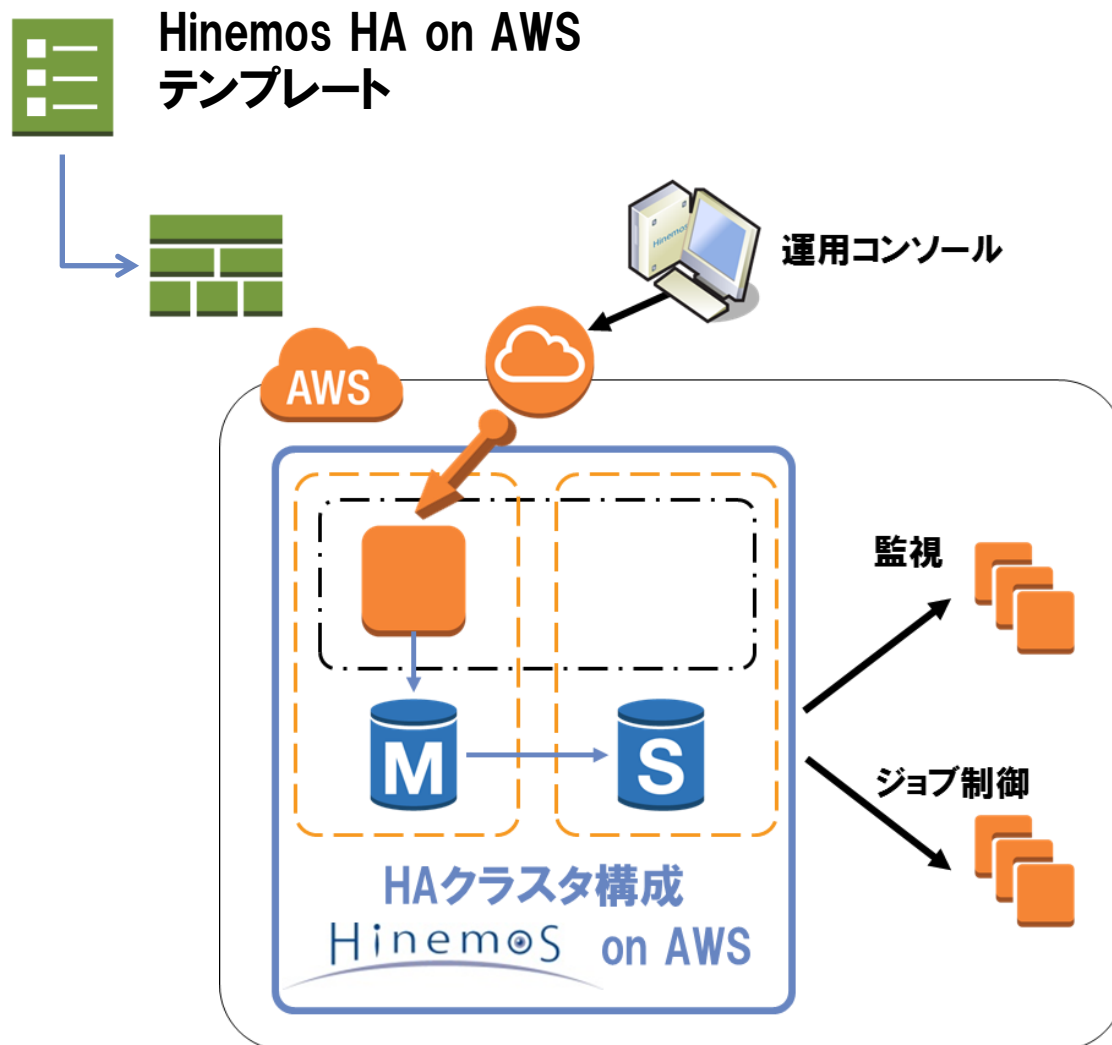 Hinemos HA on AWS
テンプレート
Hinemos
運用コンソール
AWS
監視
M
S
ジョブ制御
HAクラスタ構成
Hinemos on AWS